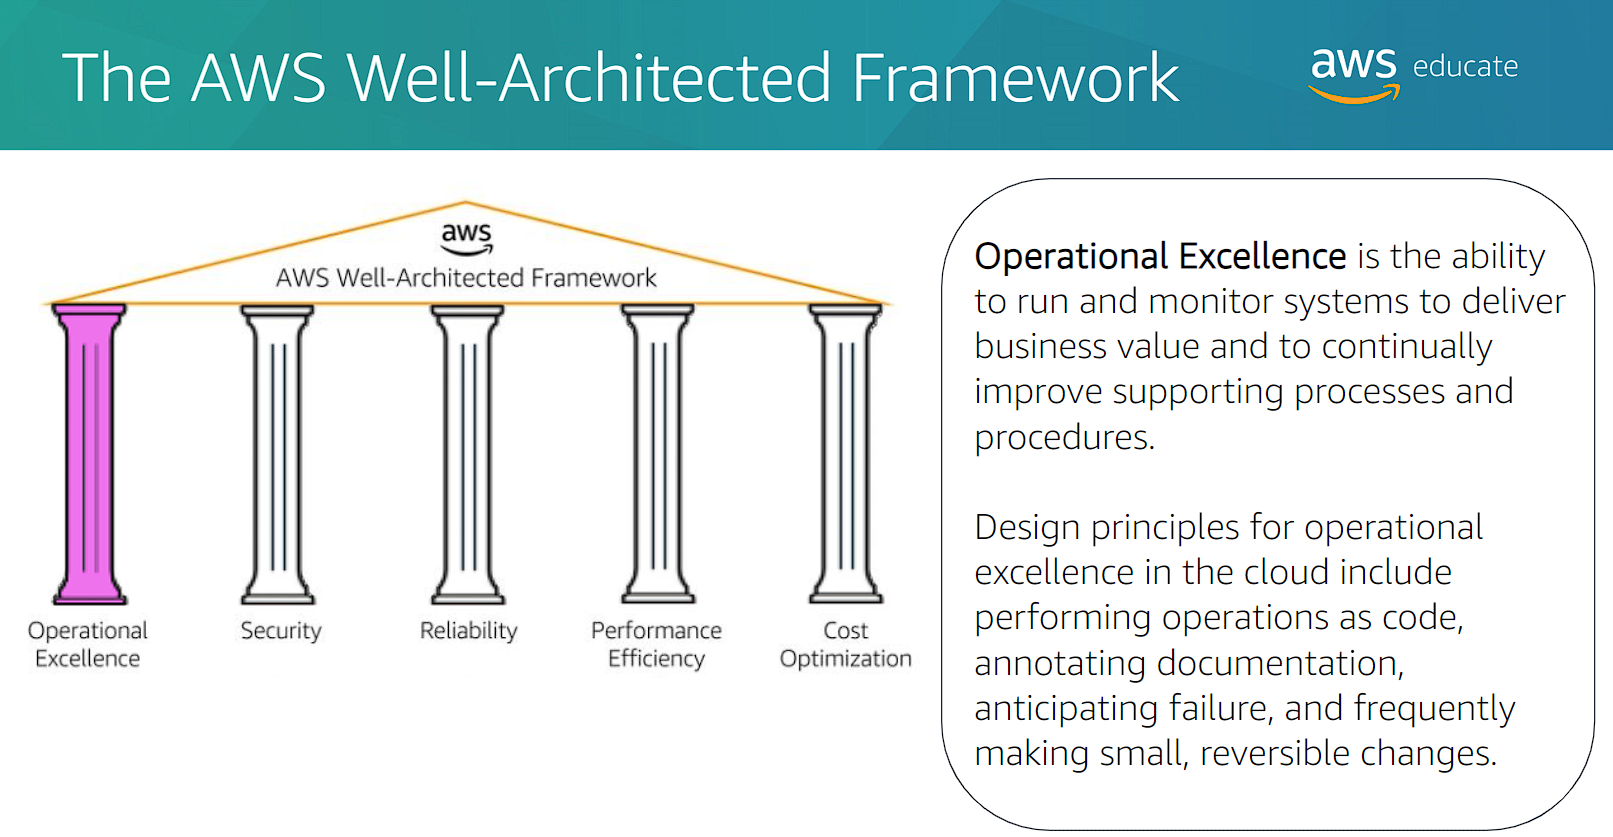 The AWS Well-Architected Framework
aws educate
aws
AWS Well-Architected Framework
Operational
Excellence
Security
Reliability
Performance
Efficiency
Cost
Optimization
Operational Excellence is the ability
to run and monitor systems to deliver
business value and to continually
improve supporting processes and
procedures.
Design principles for operational
excellence in the cloud include
performing operations as code,
annotating documentation,
anticipating failure, and frequently
making small, reversible changes.